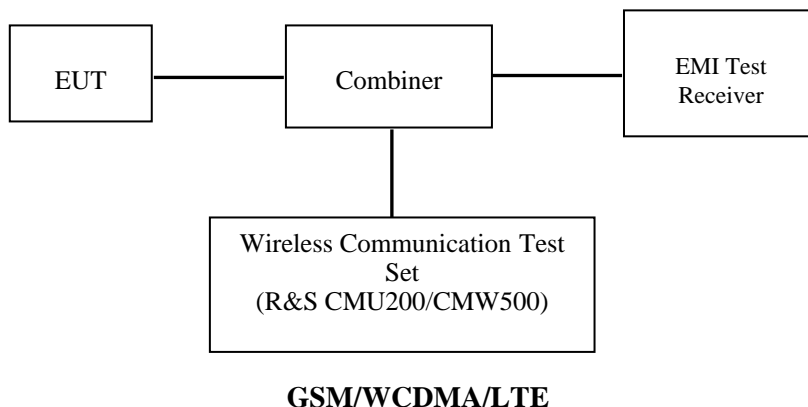 EUT
Combiner
EMI Test
Receiver
Wireless Communication Test
Set
(R&S CMU200/CMW500)
GSM/WCDMA/LTE